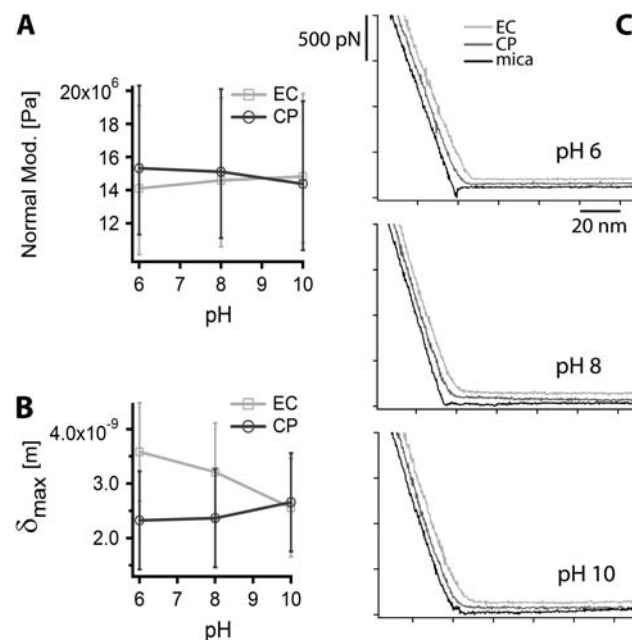 A
Normal Mod. [Pa]
20x10⁶
16
14
12
EC
CP
6 7 8 9 10
pH
B
δmax [m]
4.0x10⁻⁹
3.0
2.0
EC
CP
6 7 8 9 10
pH
C
500 pN
EC
CP
mica
pH 6
20 nm
pH 8
pH 10